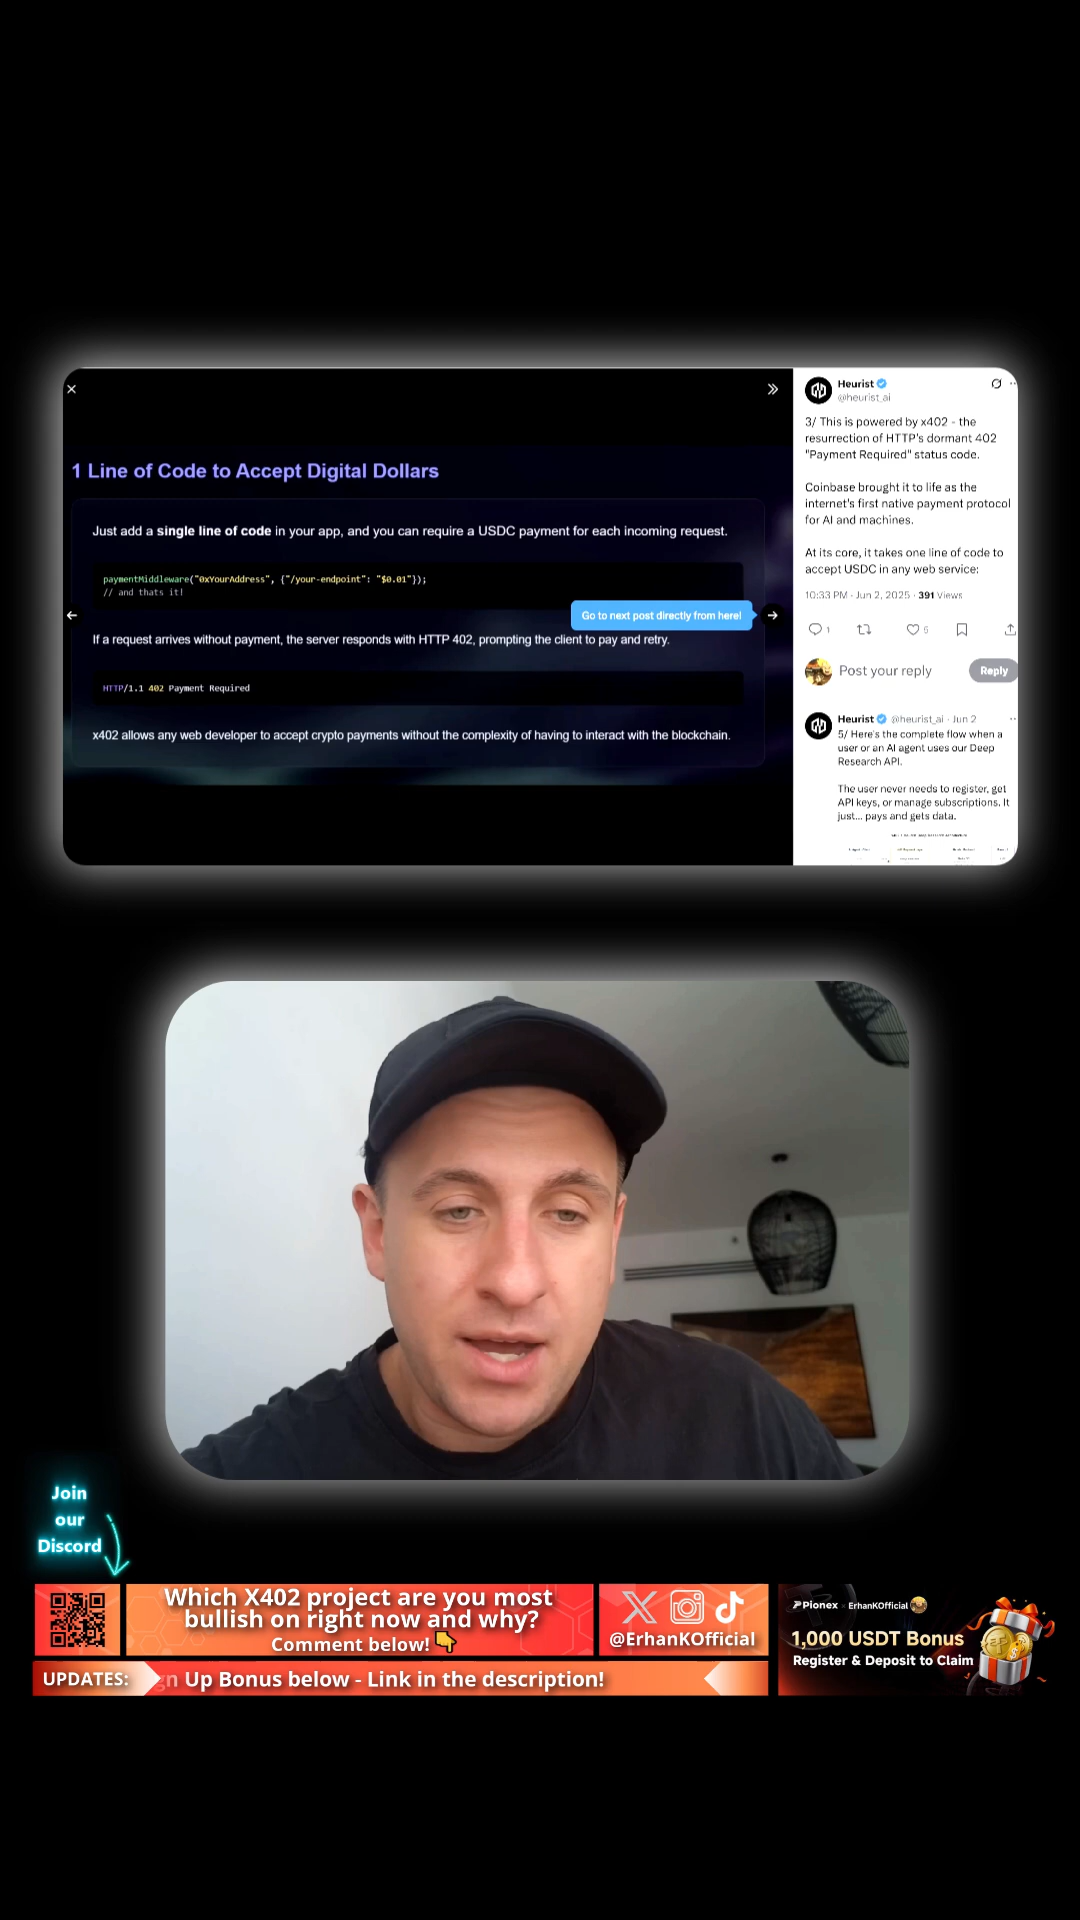 1 Line of Code to Accept Digital Dollars
Just add a single line of code in your app, and you can require a USDC payment for each incoming request.
paymentMiddleware("0xYourAddress", {"/your-endpoint": "$0.01"});
// and thats it!
Go to next post directly from here!
If a request arrives without payment, the server responds with HTTP 402, prompting the client to pay and retry.
HTTP/1.1 402 Payment Required
x402 allows any web developer to accept crypto payments without the complexity of having to interact with the blockchain.
Heurist
@heurist_ai
3/ This is powered by x402 - the
resurrection of HTTP's dormant 402
"Payment Required" status code.
Coinbase brought it to life as the
internet's first native payment protocol
for AI and machines.
At its core, it takes one line of code to
accept USDC in any web service:
10:33 PM · Jun 2, 2025 · 391 Views
1
6
Post your reply
Reply
Heurist @heurist_ai · Jun 2
5/ Here's the complete flow when a
user or an AI agent uses our Deep
Research API.
The user never needs to register, get
API keys, or manage subscriptions. It
just... pays and gets data.
Join
our
Discord
Which X402 project are you most
bullish on right now and why?
Comment below!
@ErhanKOfficial
UPDATES:
gn Up Bonus below - Link in the description!
Pionex x ErhanKOfficial
1,000 USDT Bonus
Register & Deposit to Claim